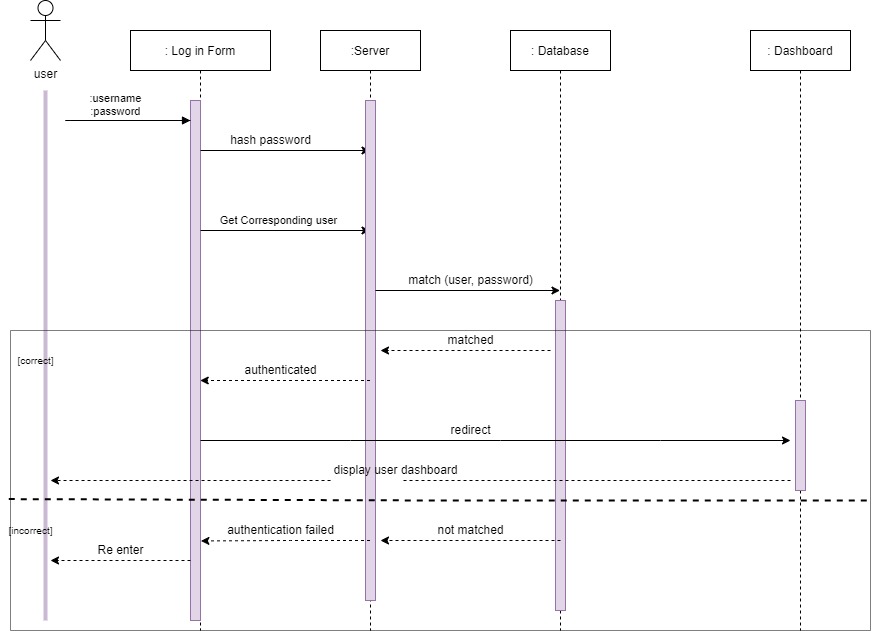 user
: Log in Form
:Server
: Database
: Dashboard
:username
:password
hash password
Get Corresponding user
match (user, password)
matched
[correct]
authenticated
redirect
display user dashboard
[incorrect]
authentication failed
not matched
Re enter